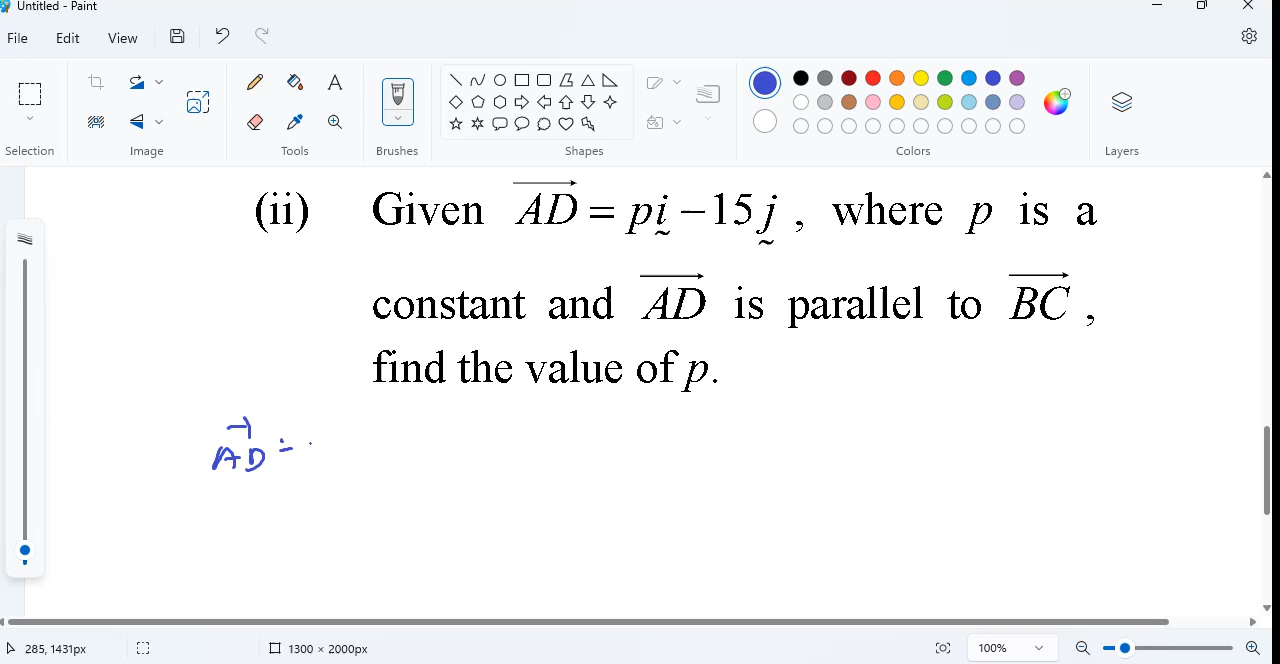 Untitled - Paint
File Edit View
Selection Image Tools Brushes Shapes Colors Layers
(ii) Given AD⃗ = pḭ − 15j̰ , where p is a
constant and AD⃗ is parallel to BC⃗ ,
find the value of p.
AD⃗ =
285, 1431px 1300 × 2000px 100%